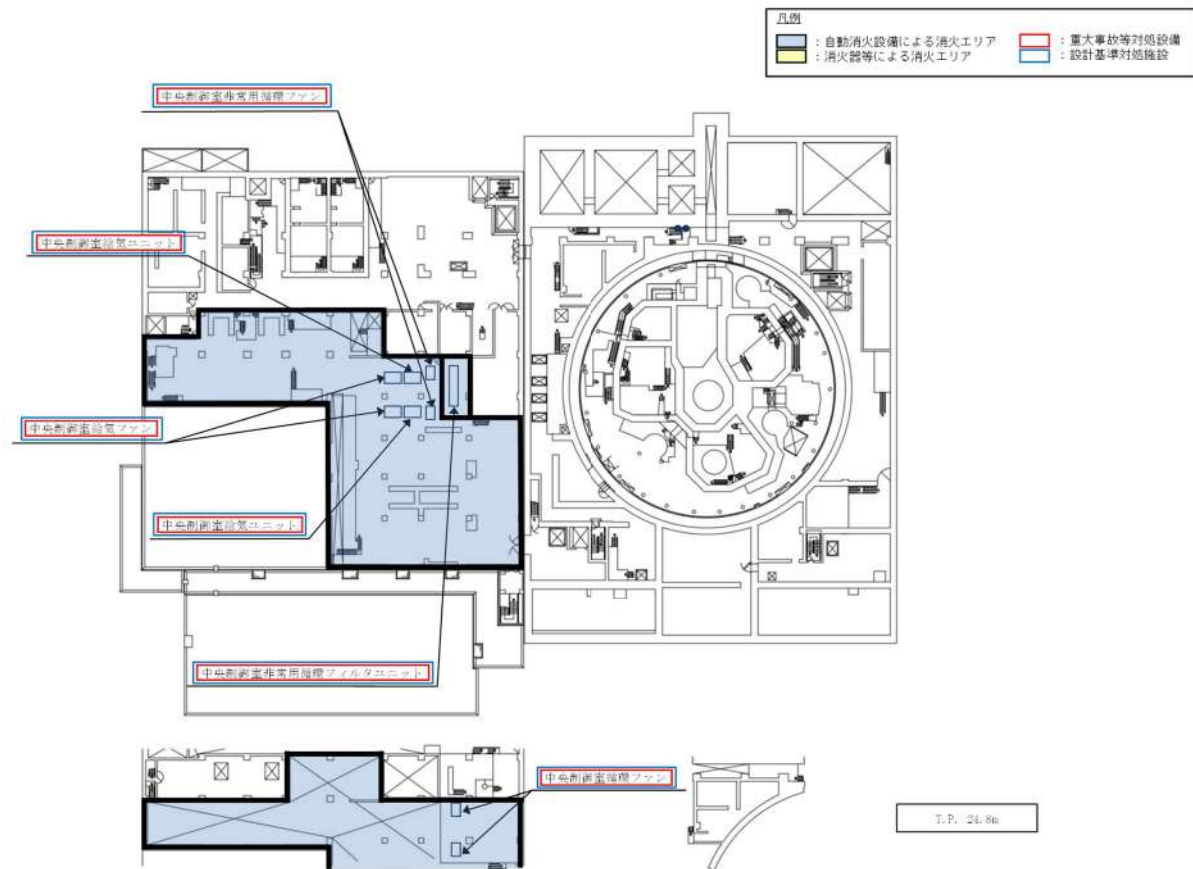 凡例
：自動消火設備による消火エリア
：重大事故等対処設備
：消火器等による消火エリア
：設計基準対処施設
中央制御室非常用循環ファン
中央制御室給気ユニット
中央制御室給気ファン
中央制御室給気ユニット
中央制御室非常用循環フィルタユニット
中央制御室循環ファン
T.P. 24.8m